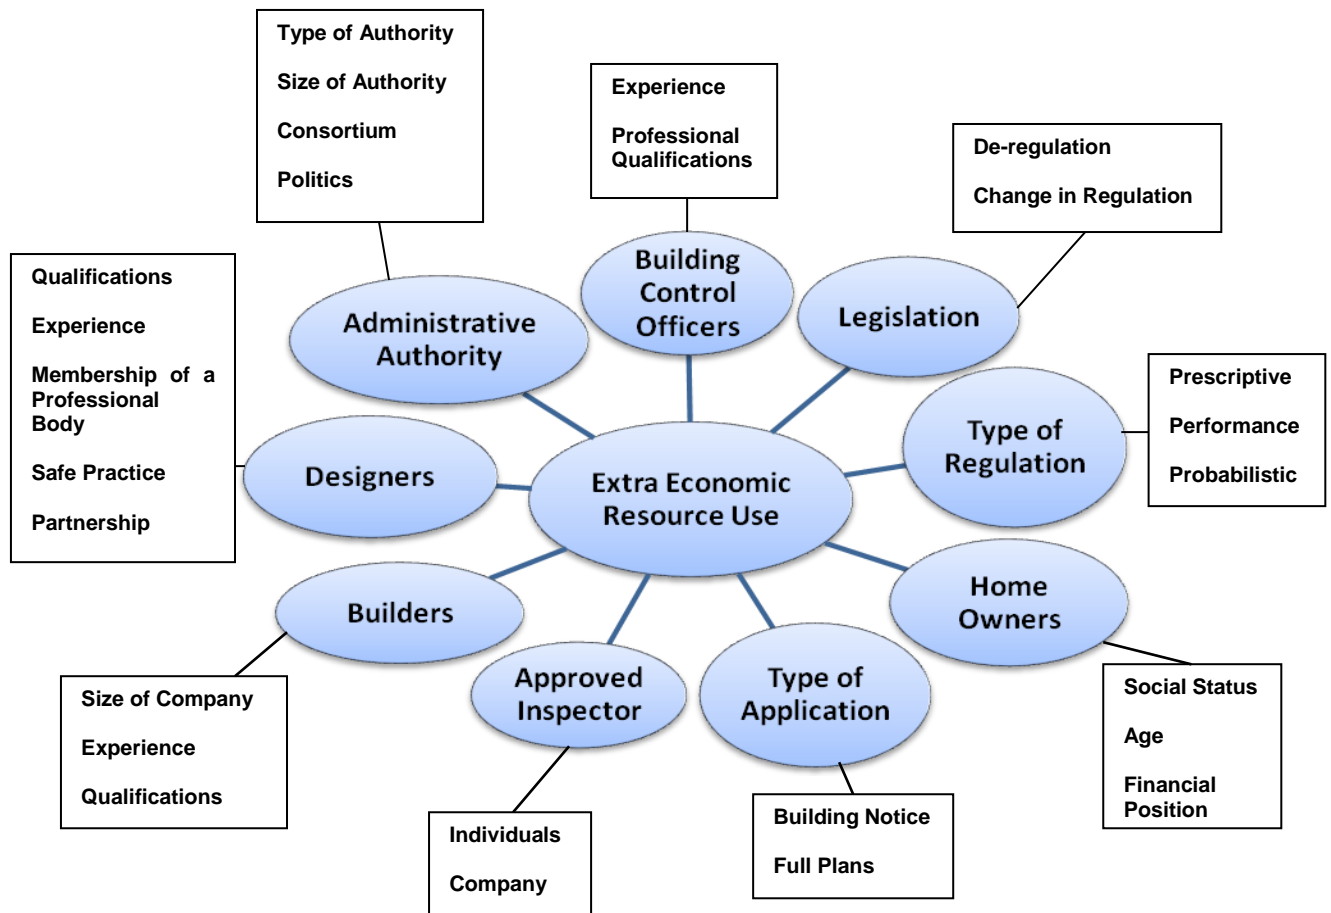 Type of Authority
Size of Authority
Consortium
Politics
Experience
Professional
Qualifications
De-regulation
Change in Regulation
Qualifications
Experience
Membership of a
Professional
Body
Safe Practice
Partnership
Administrative
Authority
Building
Control
Officers
Legislation
Type of
Regulation
Prescriptive
Performance
Probabilistic
Designers
Extra Economic
Resource Use
Builders
Home
Owners
Approved
Inspector
Type of
Application
Size of Company
Experience
Qualifications
Individuals
Company
Building Notice
Full Plans
Social Status
Age
Financial
Position